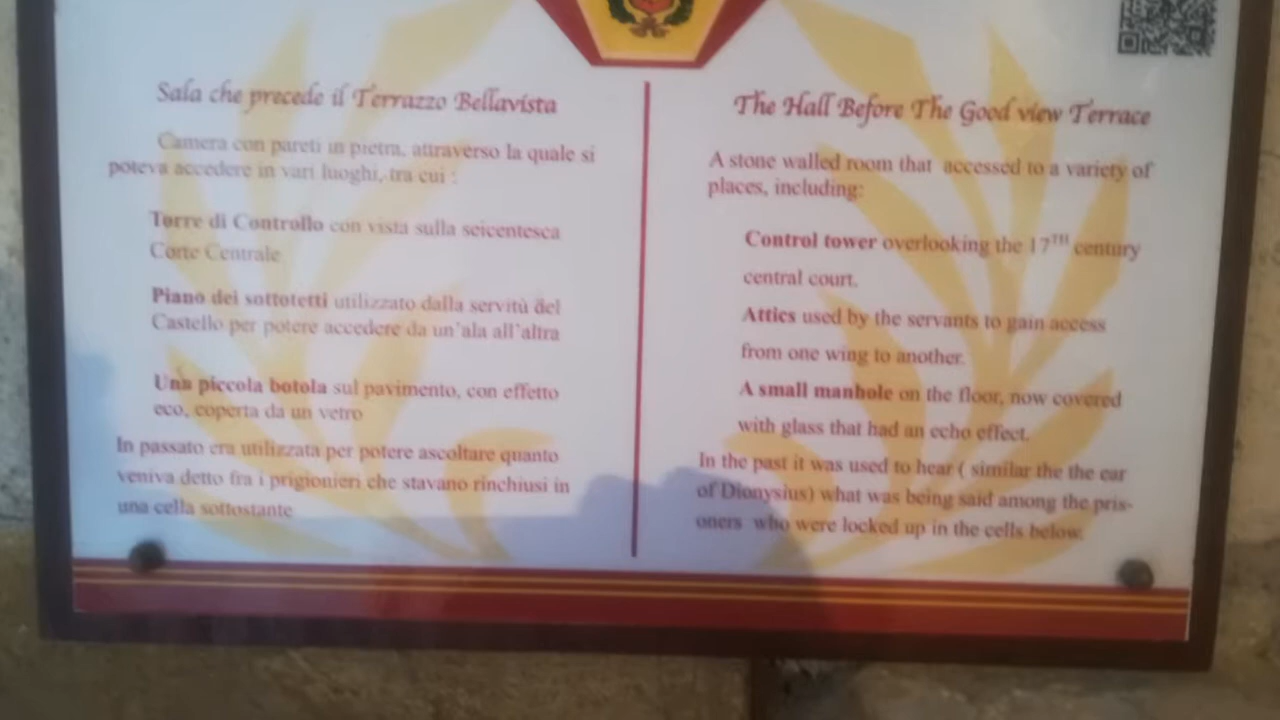 Sala che precede il Terrazzo Bellavista
Camera con pareti in pietra, attraverso la quale si
poteva accedere in vari luoghi, tra cui :
Torre di Controllo con vista sulla seicentesca
Corte Centrale
Piano dei sottotetti utilizzato dalla servitù del
Castello per potere accedere da un'ala all'altra
Una piccola botola sul pavimento, con effetto
eco, coperta da un vetro
In passato era utilizzata per potere ascoltare quanto
veniva detto fra i prigionieri che stavano rinchiusi in
una cella sottostante
The Hall Before The Good view Terrace
A stone walled room that accessed to a variety of
places, including:
Control tower overlooking the 17TH century
central court.
Attics used by the servants to gain access
from one wing to another.
A small manhole on the floor, now covered
with glass that had an echo effect.
In the past it was used to hear ( similar the the ear
of Dionysius) what was being said among the pris-
oners who were locked up in the cells below.